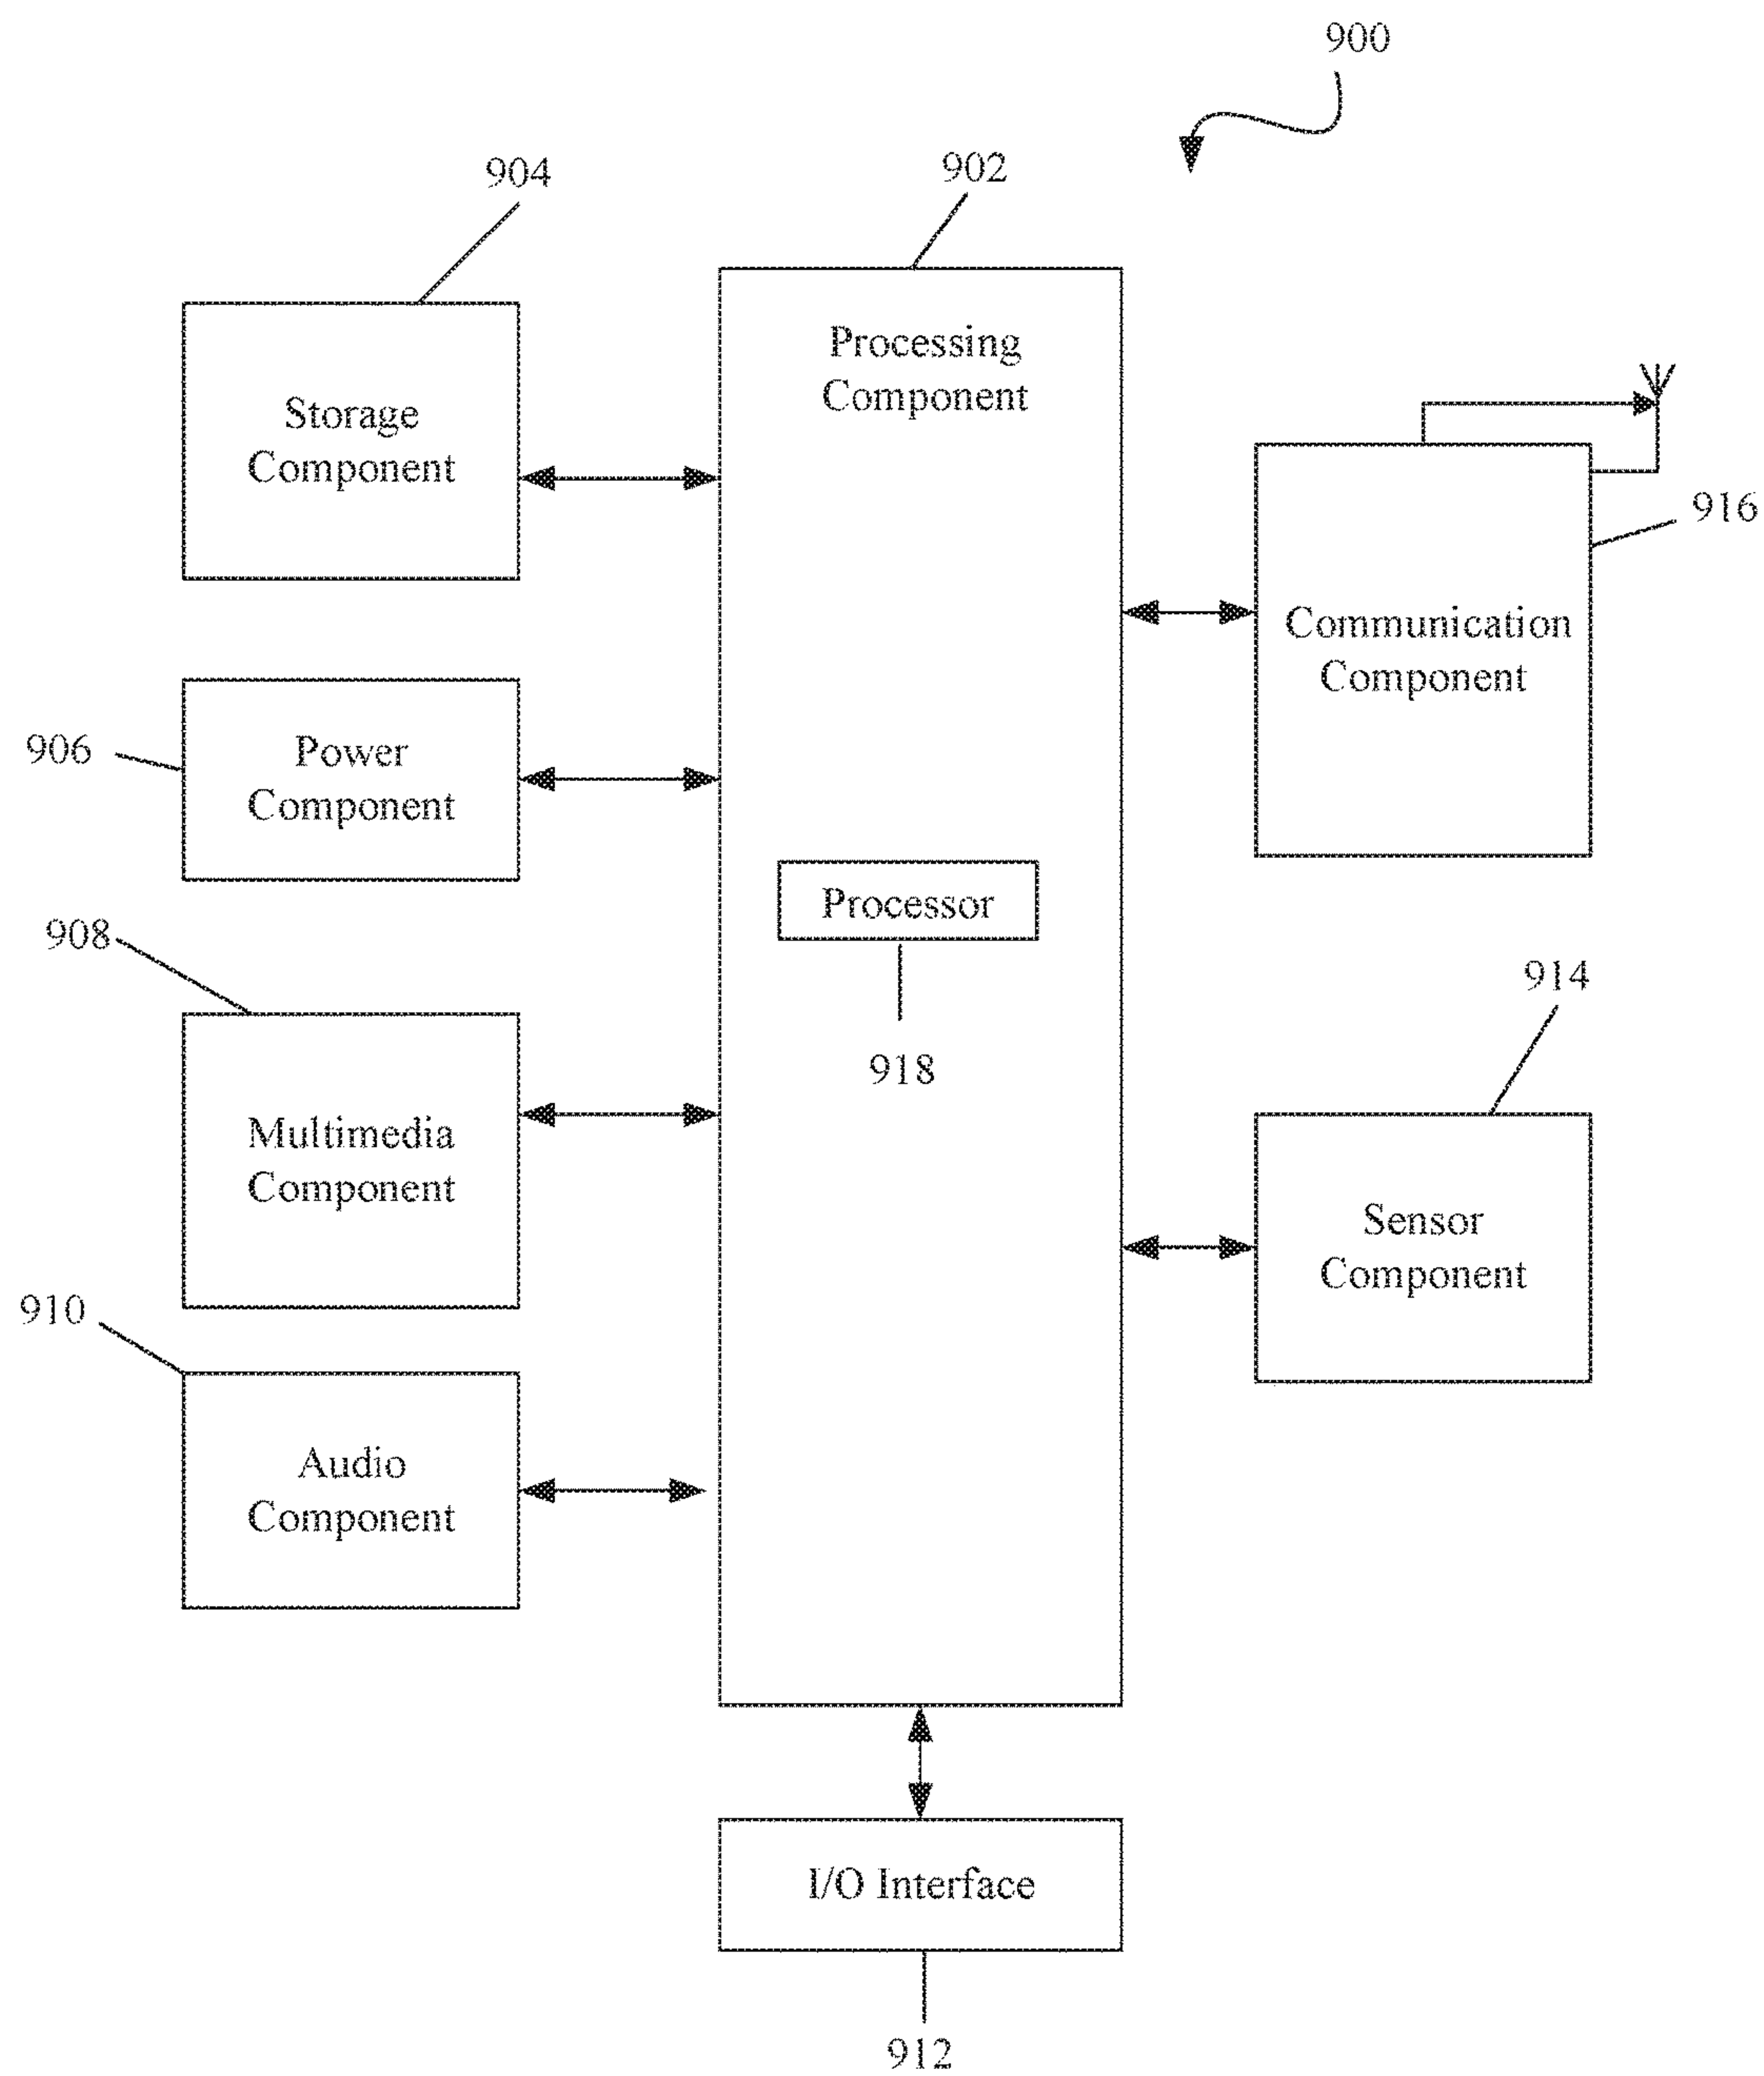 900
904
902
Storage
Component
Processing
Component
916
Communication
Component
906
Power
Component
Processor
918
908
Multimedia
Component
914
Sensor
Component
910
Audio
Component
I/O Interface
912